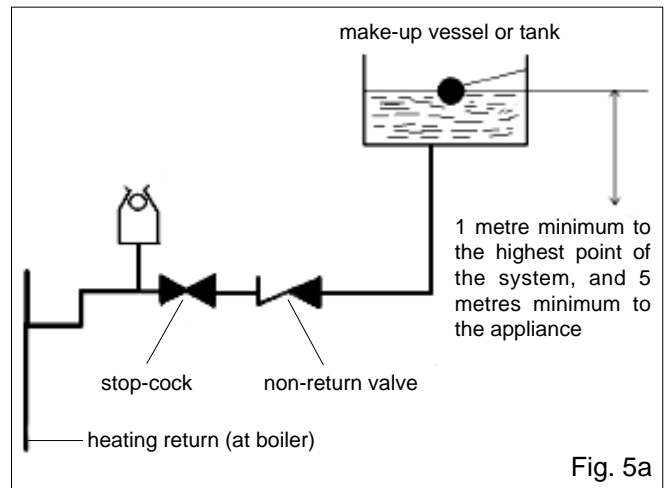 make-up vessel or tank
1 metre minimum to
the highest point of
the system, and 5
metres minimum to
the appliance
stop-cock
non-return valve
heating return (at boiler)
Fig. 5a